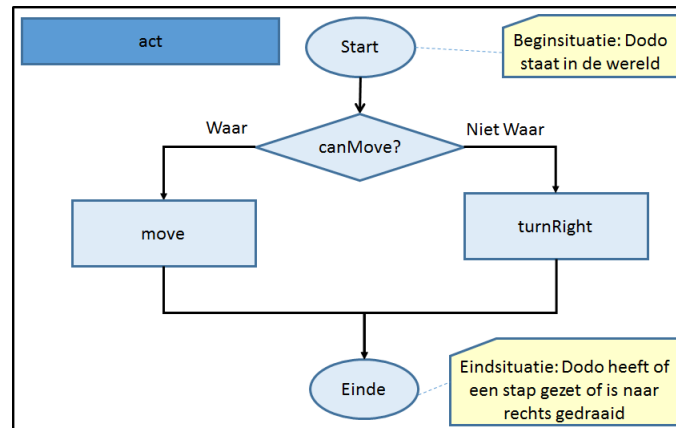 act
Start
Beginsituatie: Dodo
staat in de wereld
Waar
canMove?
Niet Waar
move
turnRight
Einde
Eindsituatie: Dodo heeft of
een stap gezet of is naar
rechts gedraaid